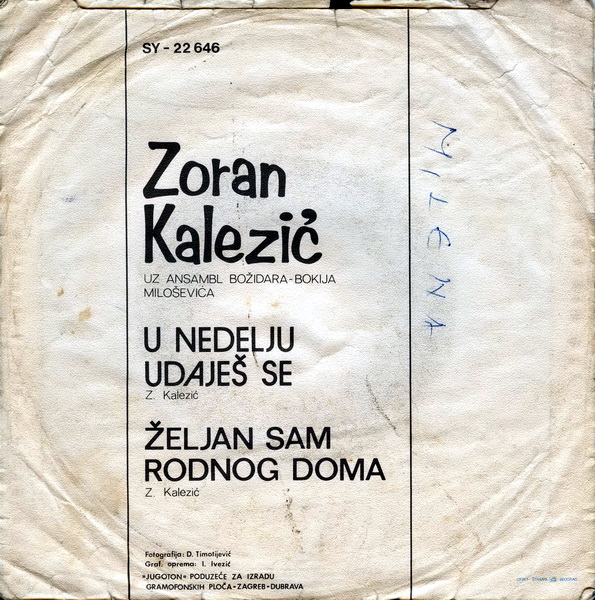 SY - 22 646
Zoran
Kalezić
UZ ANSAMBL BOŽIDARA-BOKIJA
MILOŠEVIĆA
U NEDELJU
UDAJEŠ SE
Z. Kalezić
ŽELJAN SAM
RODNOG DOMA
Z. Kalezić
Fotografija: D. Timotijević
Graf. oprema: I. Ivezić
»JUGOTON« PODUZEĆE ZA IZRADU
GRAMOFONSKIH PLOČA-ZAGREB-DUBRAVA
MILENA
BEOGRAD